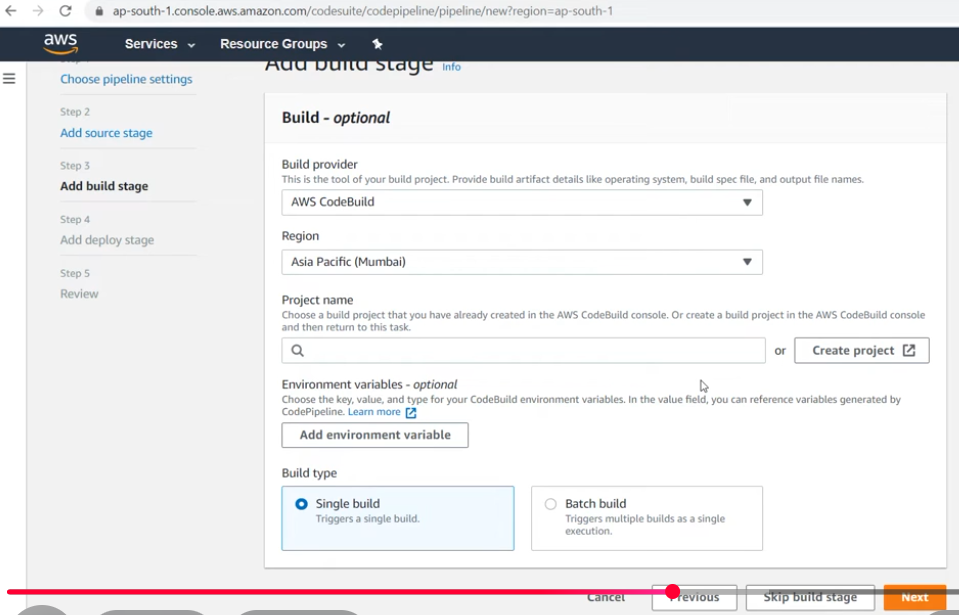 ap-south-1.console.aws.amazon.com/codesuite/codepipeline/pipeline/new?region=ap-south-1
aws
Services
Resource Groups
Choose pipeline settings
Step 2
Add source stage
Step 3
Add build stage
Step 4
Add deploy stage
Step 5
Review
Add build stage
Info
Build - optional
Build provider
This is the tool of your build project. Provide build artifact details like operating system, build spec file, and output file names.
AWS CodeBuild
Region
Asia Pacific (Mumbai)
Project name
Choose a build project that you have already created in the AWS CodeBuild console. Or create a build project in the AWS CodeBuild console
and then return to this task.
or
Create project
Environment variables - optional
Choose the key, value, and type for your CodeBuild environment variables. In the value field, you can reference variables generated by
CodePipeline. Learn more
Add environment variable
Build type
Single build
Triggers a single build.
Batch build
Triggers multiple builds as a single
execution.
Cancel
Previous
Skip build stage
Next